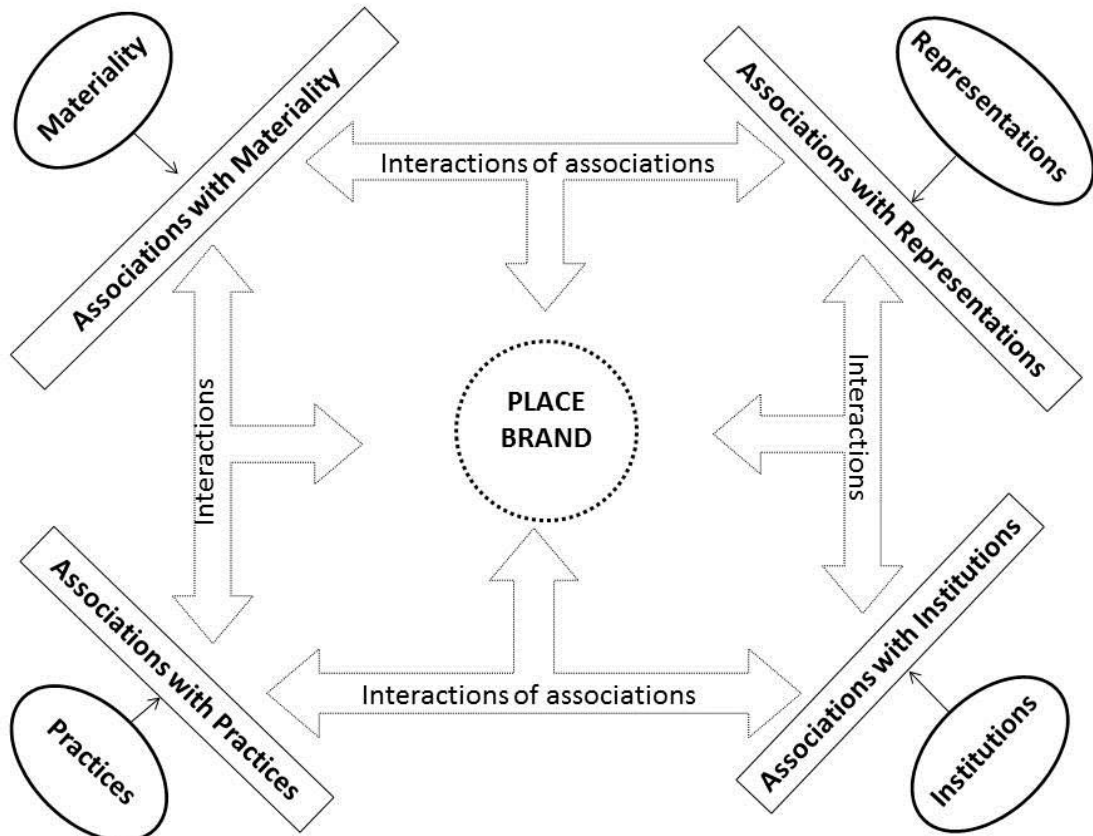 Materiality
Associations with Materiality
Interactions of associations
Representations
Associations with Representations
Interactions
PLACE
BRAND
Interactions
Associations with Practices
Practices
Interactions of associations
Associations with Institutions
Institutions